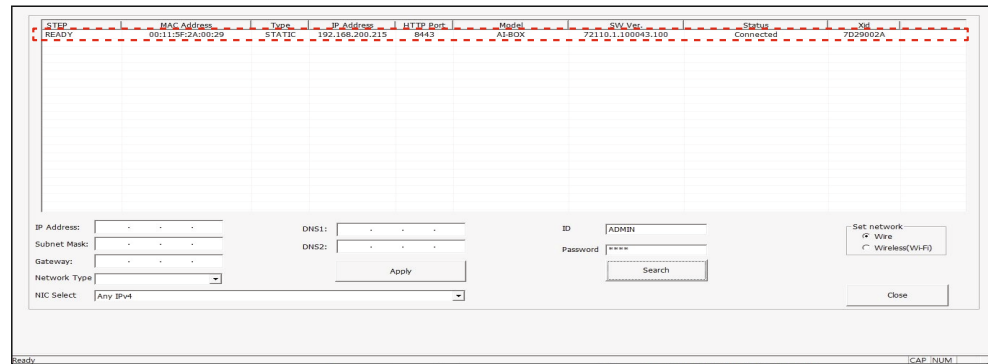 STEP MAC Address Type IP Address HTTP Port Model SW Ver. Status Xid
READY 00:11:5F:2A:00:29 STATIC 192.168.200.215 8443 AI-BOX 72110.1.100043.100 Connected 7D29002A
IP Address: . . . DNS1: . . . ID ADMIN Set network
Wire
Subnet Mask: . . . DNS2: . . . Password **** Wireless(Wi-Fi)
Gateway: . . .
Apply Search
Network Type
NIC Select Any IPv4 Close
Ready CAP NUM